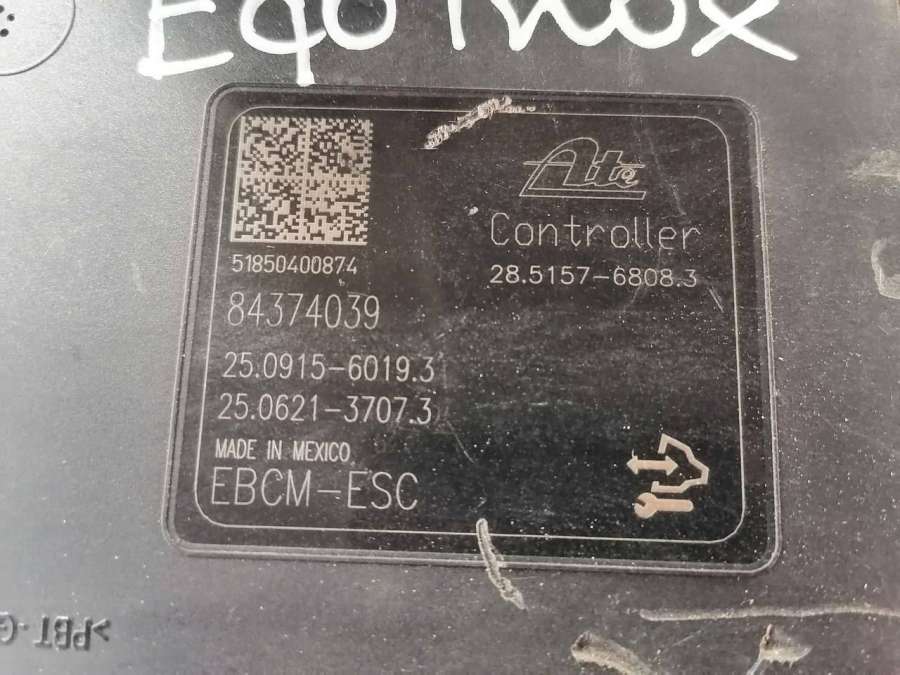 Eqoinox
Ate
Controller
28.5157-6808.3
51850400874
84374039
25.0915-6019.3
25.0621-3707.3
MADE IN MEXICO
EBCM-ESC